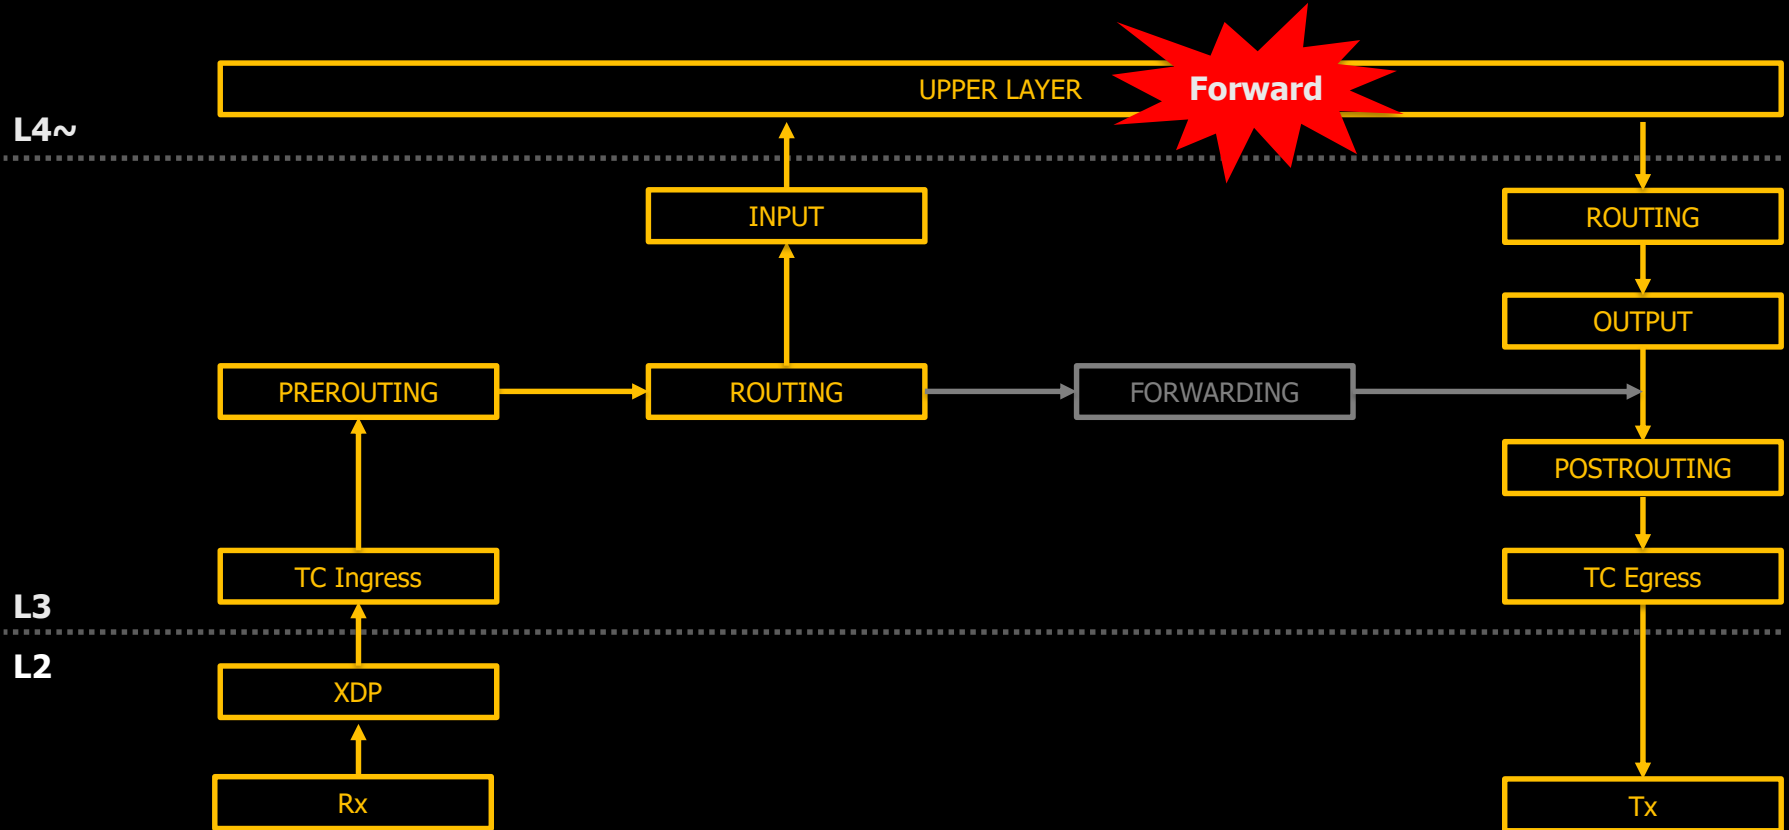 UPPER LAYER
Forward
L4~
INPUT
ROUTING
OUTPUT
PREROUTING
ROUTING
FORWARDING
POSTROUTING
TC Ingress
TC Egress
L3
L2
XDP
Rx
Tx